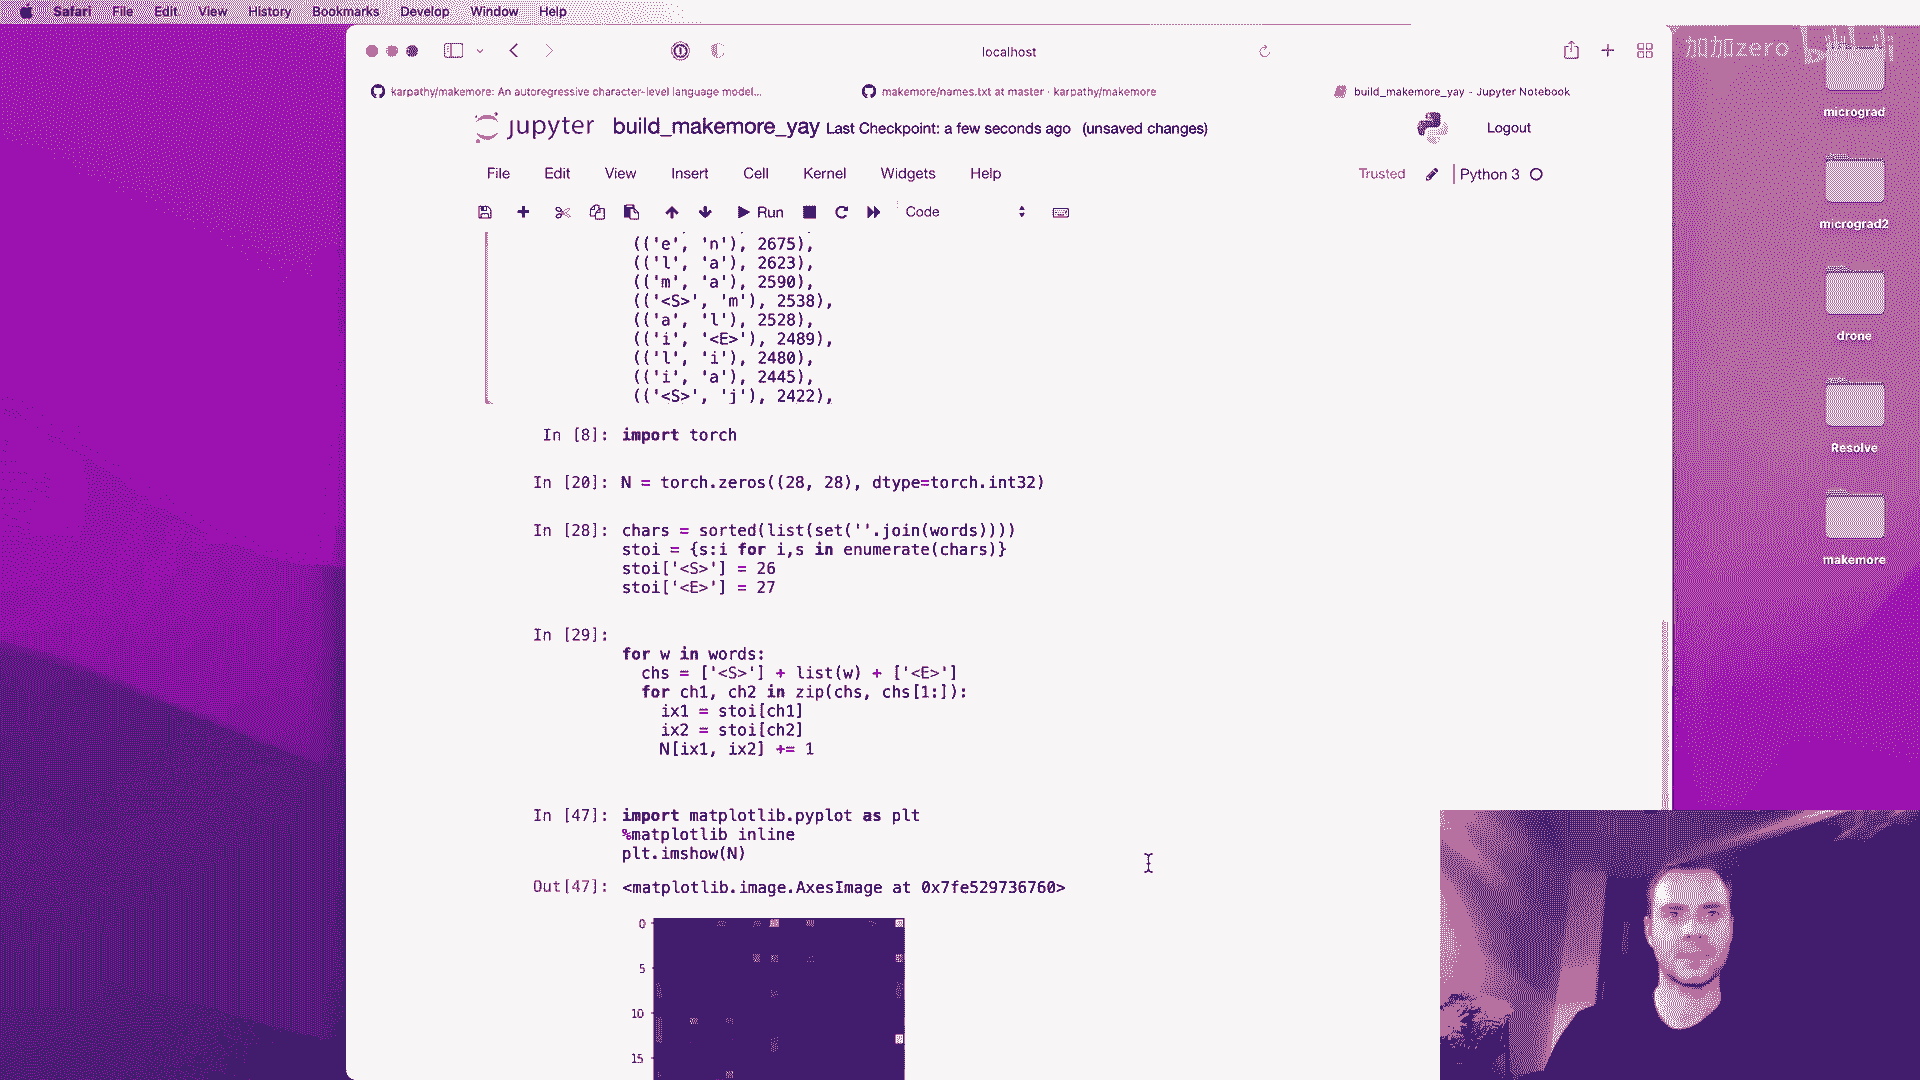 Safari File Edit View History Bookmarks Develop Window Help
localhost
加加zero bilibili
karpathy/makemore: An autoregressive character-level language model...
makemore/names.txt at master · karpathy/makemore
build_makemore_yay - Jupyter Notebook
jupyter build_makemore_yay Last Checkpoint: a few seconds ago (unsaved changes)
Logout
File Edit View Insert Cell Kernel Widgets Help
Trusted
Python 3
Run
Code
(('e', 'n'), 2675),
(('l', 'a'), 2623),
(('m', 'a'), 2590),
(('<S>', 'm'), 2538),
(('a', 'l'), 2528),
(('i', '<E>'), 2489),
(('l', 'i'), 2480),
(('i', 'a'), 2445),
(('<S>', 'j'), 2422),
In [8]: import torch
In [20]: N = torch.zeros((28, 28), dtype=torch.int32)
In [28]: chars = sorted(list(set(''.join(words))))
stoi = {s:i for i,s in enumerate(chars)}
stoi['<S>'] = 26
stoi['<E>'] = 27
In [29]:
for w in words:
chs = ['<S>'] + list(w) + ['<E>']
for ch1, ch2 in zip(chs, chs[1:]):
ix1 = stoi[ch1]
ix2 = stoi[ch2]
N[ix1, ix2] += 1
In [47]: import matplotlib.pyplot as plt
%matplotlib inline
plt.imshow(N)
Out[47]: <matplotlib.image.AxesImage at 0x7fe529736760>
0
5
10
15
micrograd
micrograd2
drone
Resolve
makemore